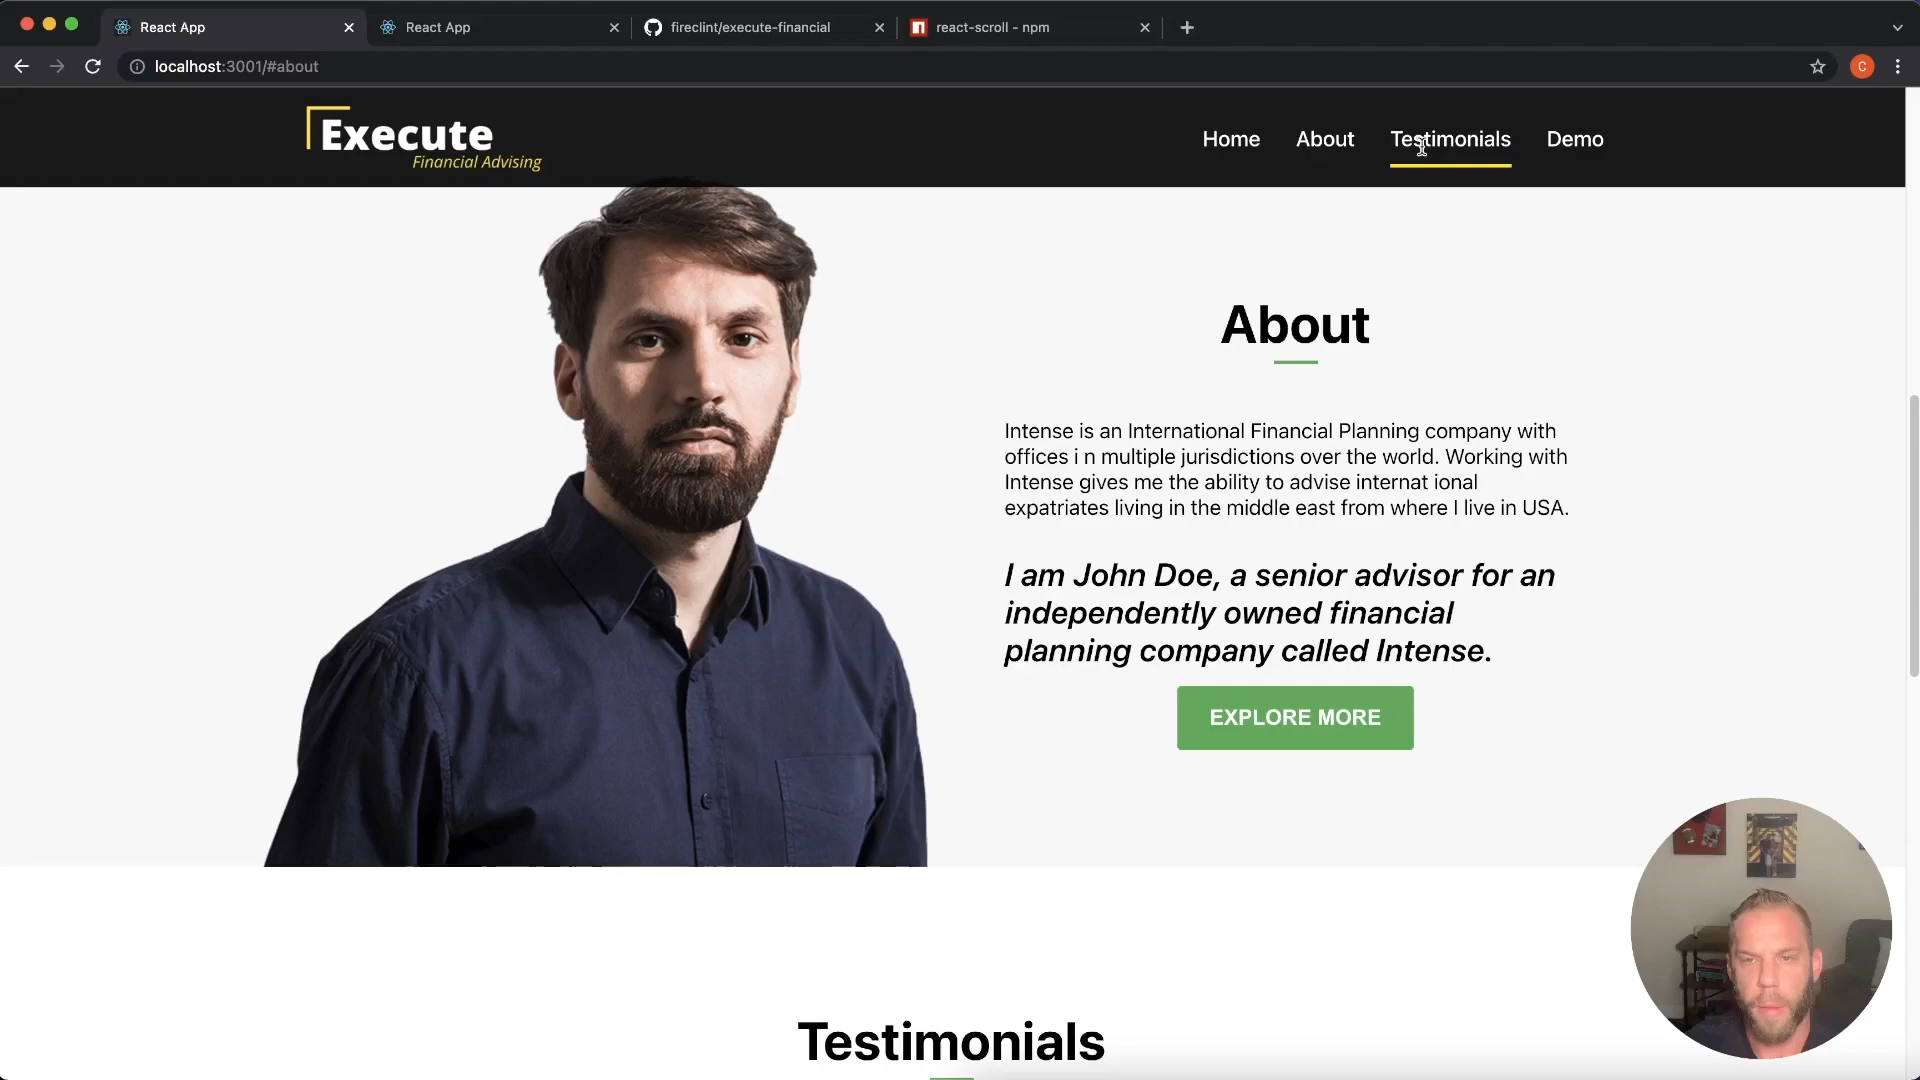 React App
React App
fireclint/execute-financial
react-scroll - npm
localhost:3001/#about
C
Execute
Financial Advising
Home
About
Testimonials
Demo
About
Intense is an International Financial Planning company with
offices i n multiple jurisdictions over the world. Working with
Intense gives me the ability to advise internat ional
expatriates living in the middle east from where I live in USA.
I am John Doe, a senior advisor for an
independently owned financial
planning company called Intense.
EXPLORE MORE
Testimonials